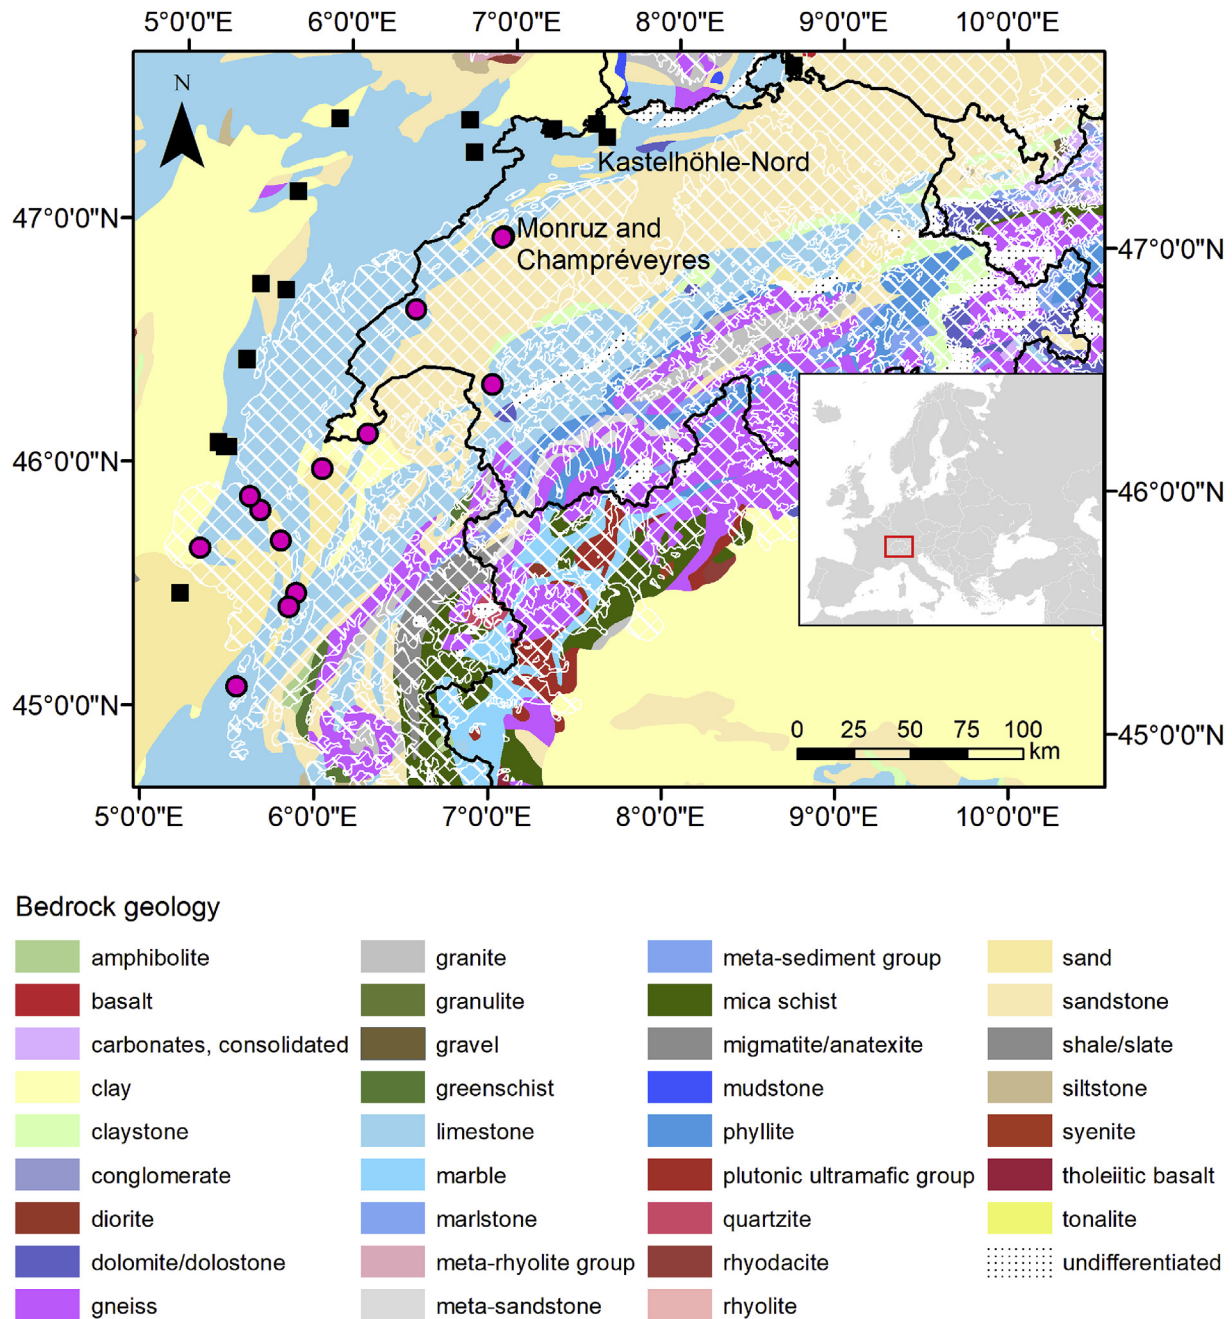 5°0'0"E 6°0'0"E 7°0'0"E 8°0'0"E 9°0'0"E 10°0'0"E
N
Kastelhöhle-Nord
47°0'0"N
Monruz and
Champréveyres
47°0'0"N
46°0'0"N
46°0'0"N
45°0'0"N
0 25 50 75 100
km
45°0'0"N
5°0'0"E 6°0'0"E 7°0'0"E 8°0'0"E 9°0'0"E 10°0'0"E
Bedrock geology
amphibolite
basalt
carbonates, consolidated
clay
claystone
conglomerate
diorite
dolomite/dolostone
gneiss
granite
granulite
gravel
greenschist
limestone
marble
marlstone
meta-rhyolite group
meta-sandstone
meta-sediment group
mica schist
migmatite/anatexite
mudstone
phyllite
plutonic ultramafic group
quartzite
rhyodacite
rhyolite
sand
sandstone
shale/slate
siltstone
syenite
tholeiitic basalt
tonalite
undifferentiated